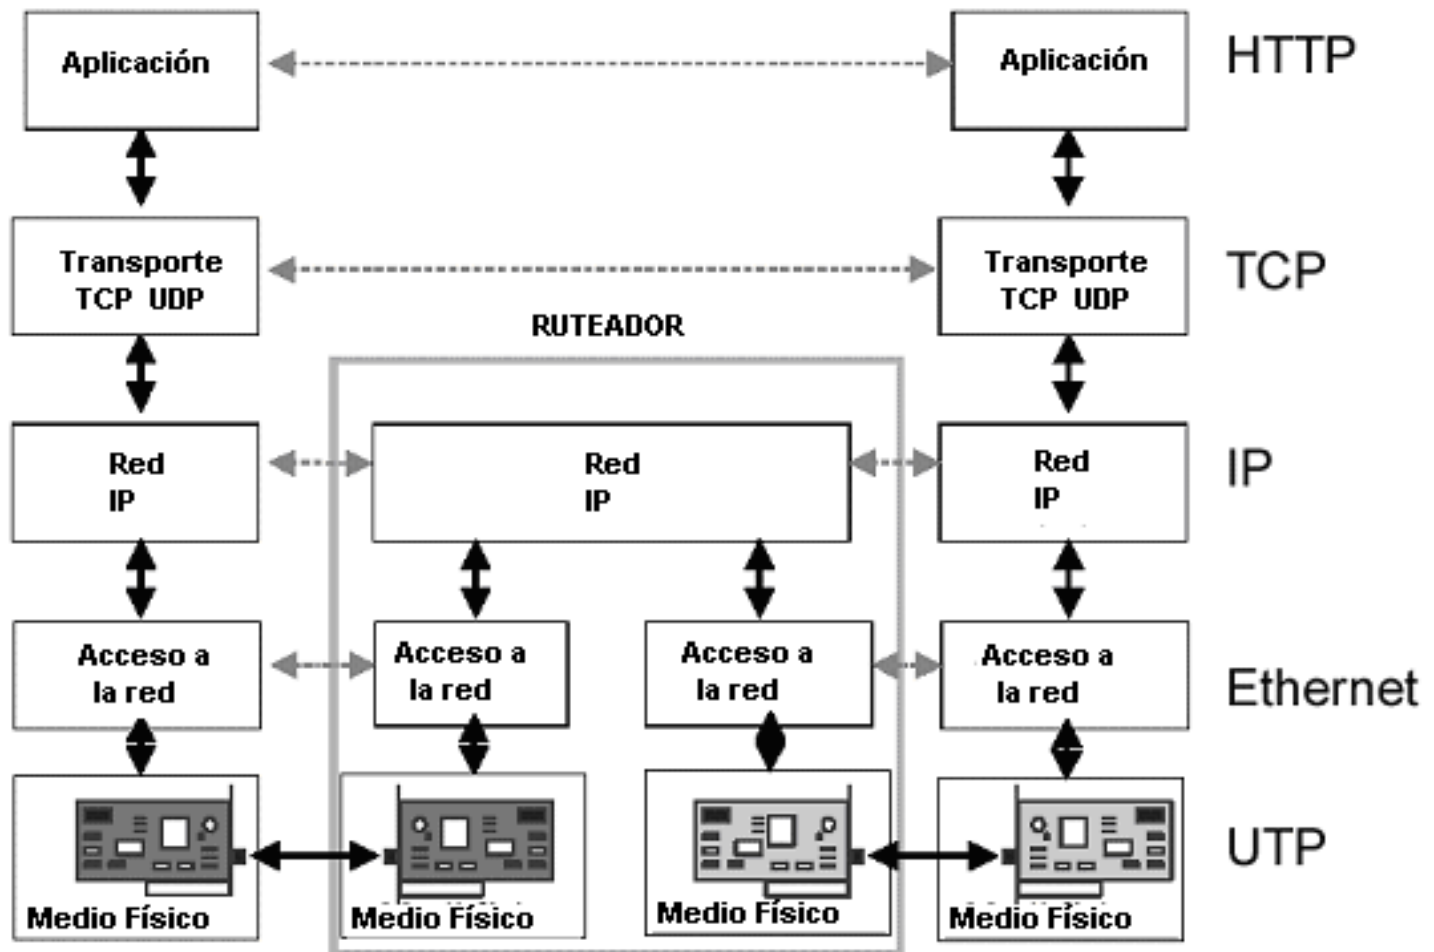 Aplicación
Aplicación
HTTP
Transporte
TCP UDP
Transporte
TCP UDP
TCP
RUTEADOR
Red
IP
Red
IP
Red
IP
IP
Acceso a
la red
Acceso a
la red
Acceso a
la red
Acceso a
la red
Ethernet
Medio Físico
Medio Físico
Medio Físico
Medio Físico
UTP